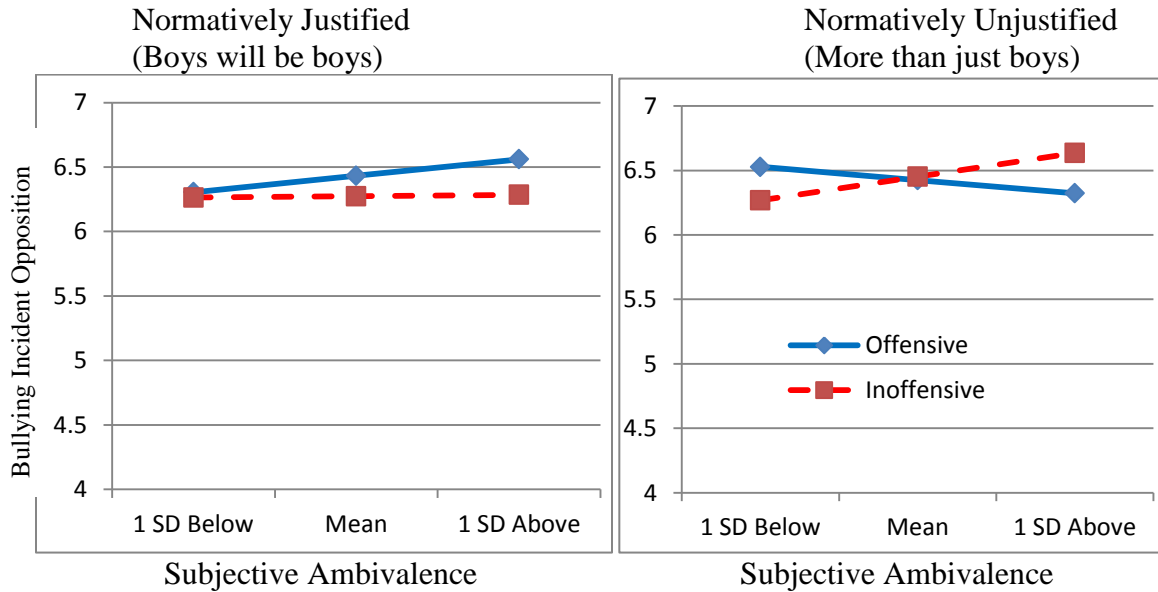 Normatively Justified
(Boys will be boys)
Normatively Unjustified
(More than just boys)
Bullying Incident Opposition
7
6.5
6
5.5
5
4.5
4
1 SD Below Mean 1 SD Above
Subjective Ambivalence
7
6.5
6
5.5
5
4.5
4
Offensive
Inoffensive
1 SD Below Mean 1 SD Above
Subjective Ambivalence